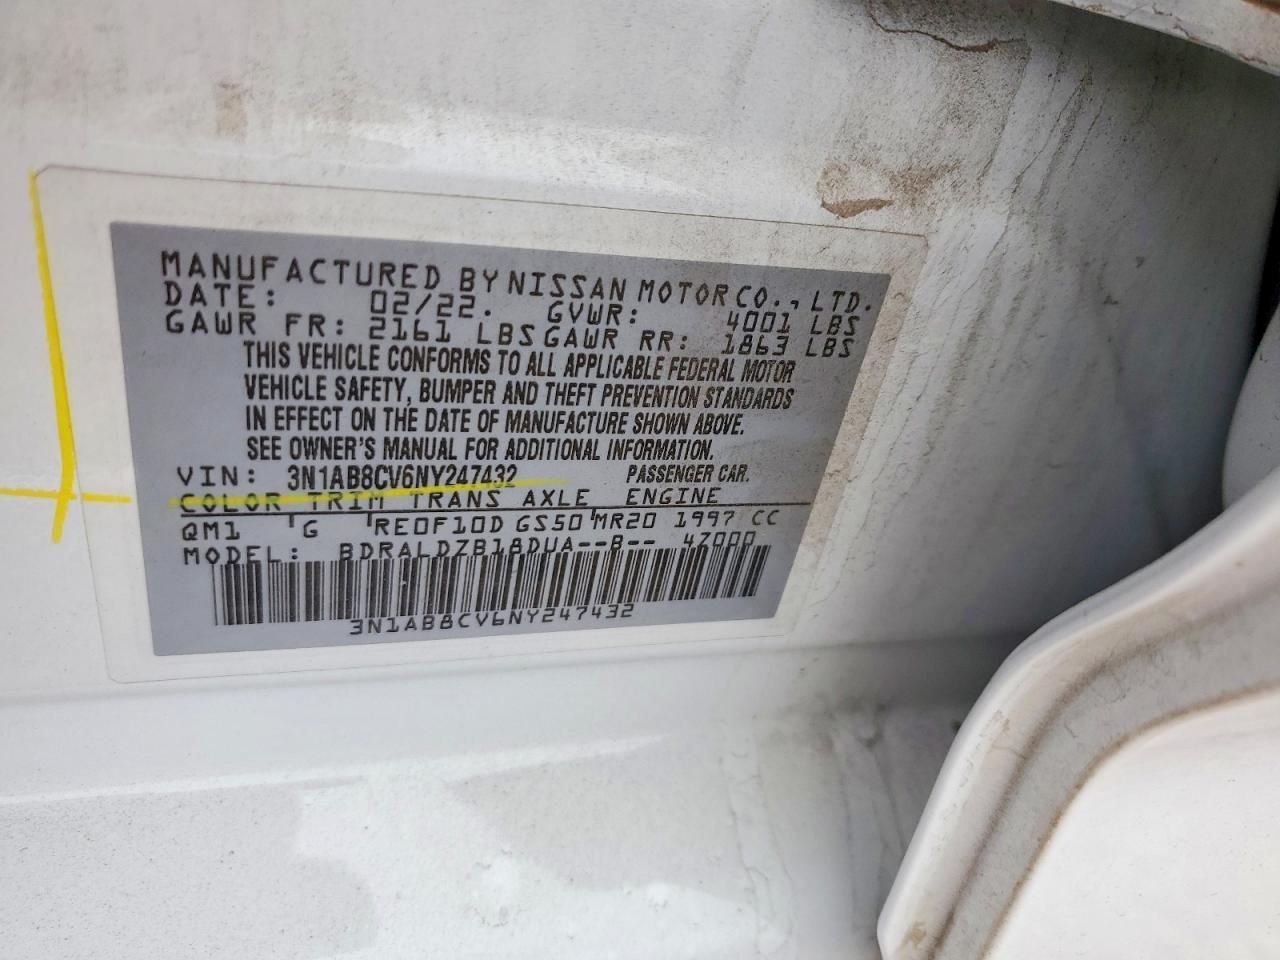 MANUFACTURED BY NISSAN MOTOR CO., LTD.
DATE: 02/22. GVWR: 4001 LBS
GAWR FR: 2161 LBS GAWR RR: 1863 LBS
THIS VEHICLE CONFORMS TO ALL APPLICABLE FEDERAL MOTOR
VEHICLE SAFETY, BUMPER AND THEFT PREVENTION STANDARDS
IN EFFECT ON THE DATE OF MANUFACTURE SHOWN ABOVE.
SEE OWNER'S MANUAL FOR ADDITIONAL INFORMATION.
VIN: 3N1AB8CV6NY247432 PASSENGER CAR.
COLOR TRIM TRANS AXLE ENGINE
QM1 G RE0F10D GS50 MR20 1997 CC
MODEL: BDRALDZB18DUA--B-- 4Z000
3N1AB8CV6NY247432